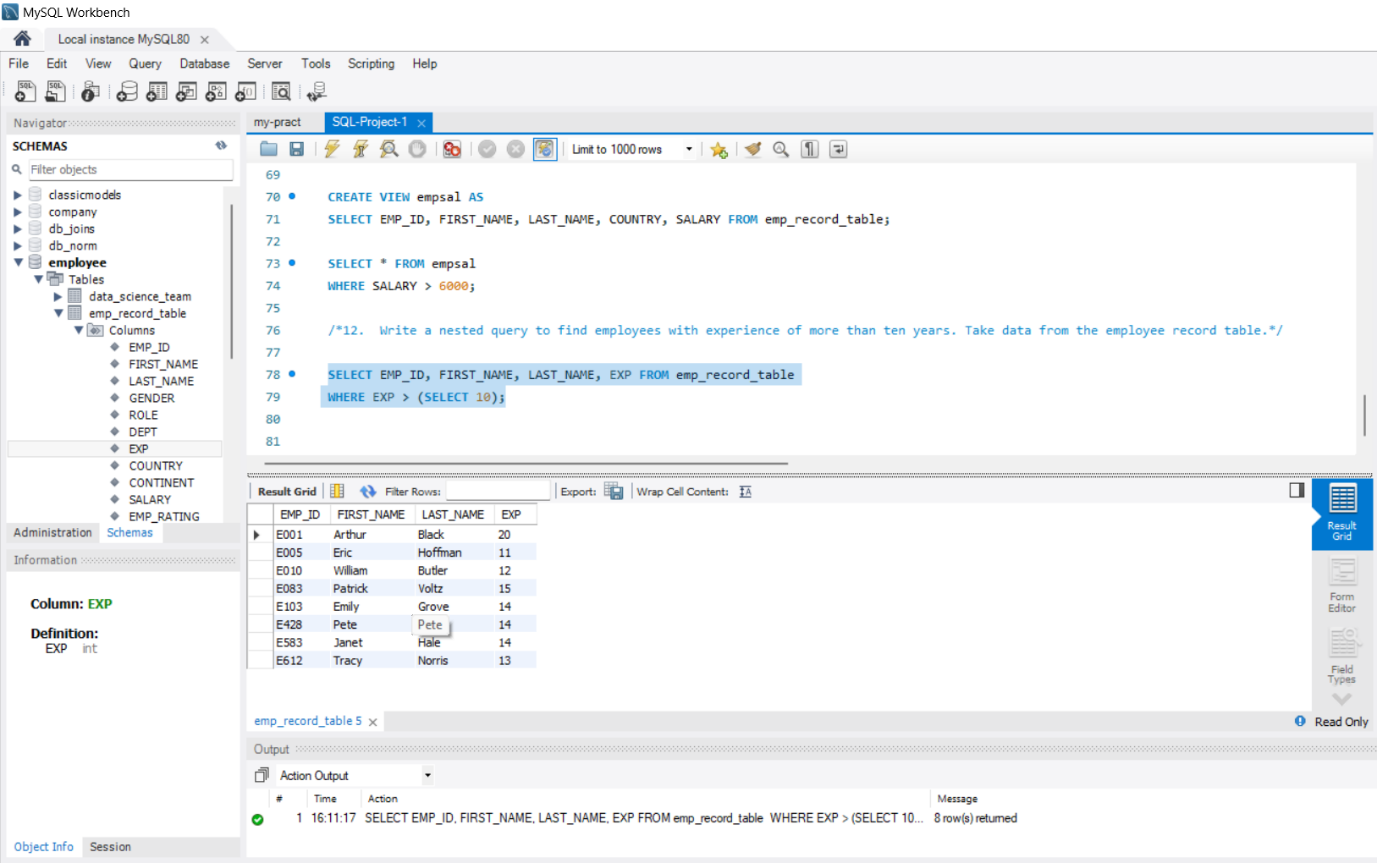 MySQL Workbench
Local instance MySQL80
File Edit View Query Database Server Tools Scripting Help
Navigator
SCHEMAS
Filter objects
classicmodels
company
db_joins
db_norm
employee
Tables
data_science_team
emp_record_table
Columns
EMP_ID
FIRST_NAME
LAST_NAME
GENDER
ROLE
DEPT
EXP
COUNTRY
CONTINENT
SALARY
EMP_RATING
Administration Schemas
Information
Column: EXP
Definition:
EXP int
Object Info Session
my-pract SQL-Project-1
Limit to 1000 rows
69
70 CREATE VIEW empsal AS
71 SELECT EMP_ID, FIRST_NAME, LAST_NAME, COUNTRY, SALARY FROM emp_record_table;
72
73 SELECT * FROM empsal
74 WHERE SALARY > 6000;
75
76 /*12. Write a nested query to find employees with experience of more than ten years. Take data from the employee record table.*/
77
78 SELECT EMP_ID, FIRST_NAME, LAST_NAME, EXP FROM emp_record_table
79 WHERE EXP > (SELECT 10);
80
81
Result Grid Filter Rows: Export: Wrap Cell Content:
EMP_ID FIRST_NAME LAST_NAME EXP
E001 Arthur Black 20
E005 Eric Hoffman 11
E010 William Butler 12
E083 Patrick Voltz 15
E103 Emily Grove 14
E428 Pete Pete 14
E583 Janet Hale 14
E612 Tracy Norris 13
Result
Grid
Form
Editor
Field
Types
emp_record_table 5
Read Only
Output
Action Output
# Time Action Message
1 16:11:17 SELECT EMP_ID, FIRST_NAME, LAST_NAME, EXP FROM emp_record_table WHERE EXP > (SELECT 10... 8 row(s) returned